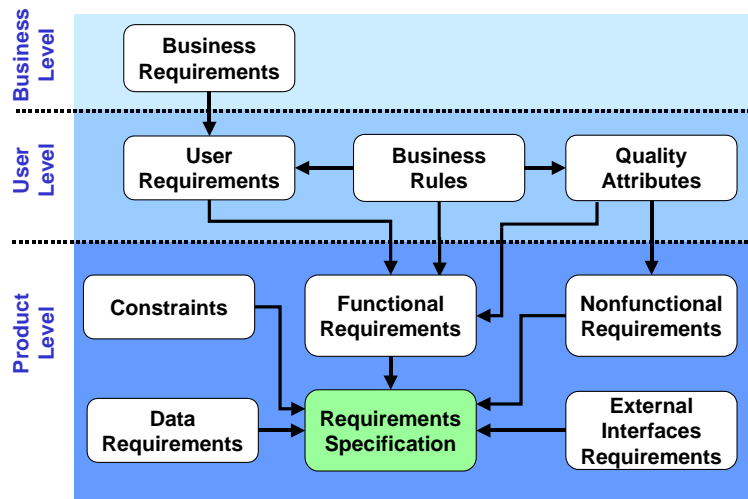 Business
Level
Business
Requirements
User
Level
User
Requirements
Business
Rules
Quality
Attributes
Product
Level
Constraints
Functional
Requirements
Nonfunctional
Requirements
Data
Requirements
Requirements
Specification
External
Interfaces
Requirements